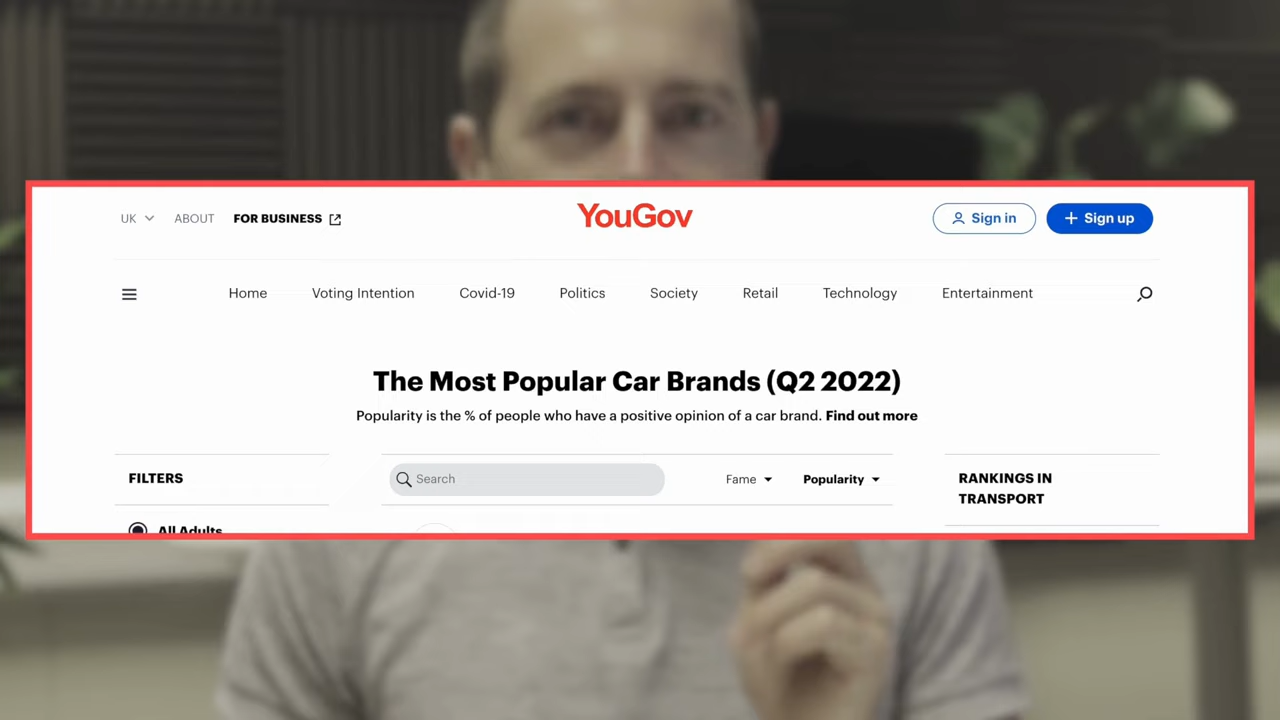 UK ABOUT FOR BUSINESS YouGov Sign in + Sign up
Home Voting Intention Covid-19 Politics Society Retail Technology Entertainment
The Most Popular Car Brands (Q2 2022)
Popularity is the % of people who have a positive opinion of a car brand. Find out more
FILTERS Search Fame Popularity RANKINGS IN
TRANSPORT
All Adults